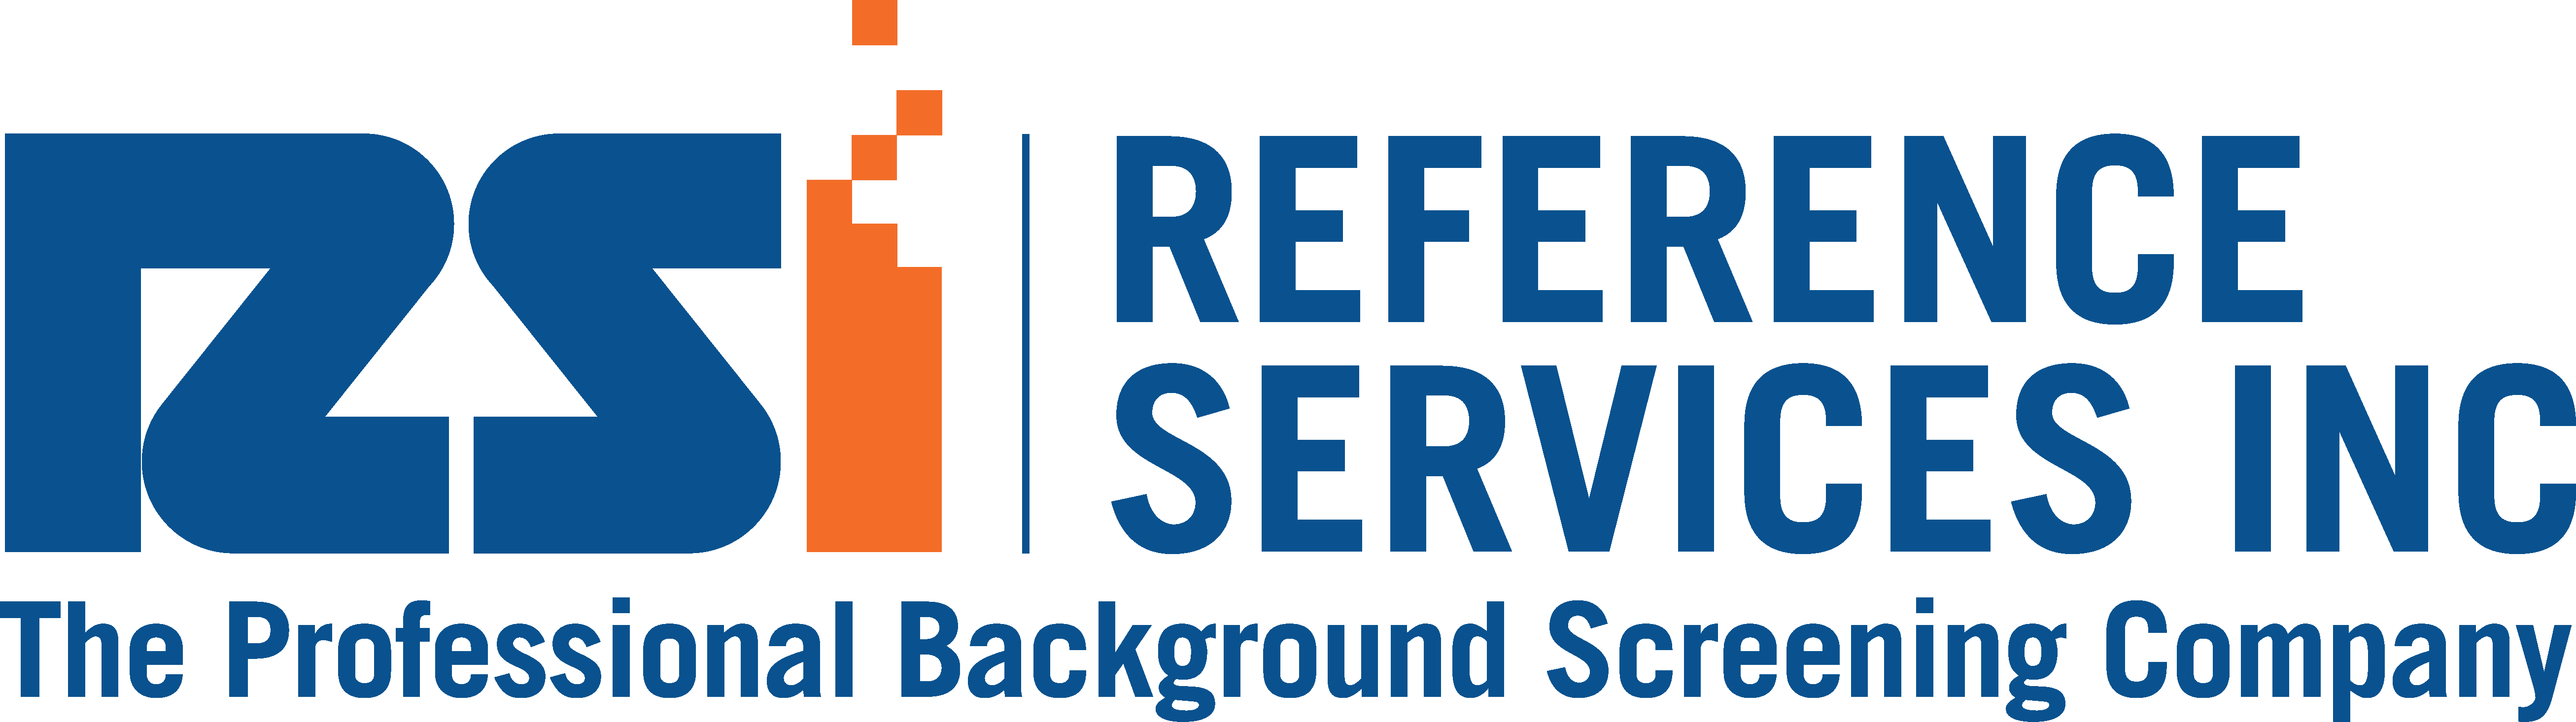 RSi
REFERENCE
SERVICES INC
The Professional Background Screening Company